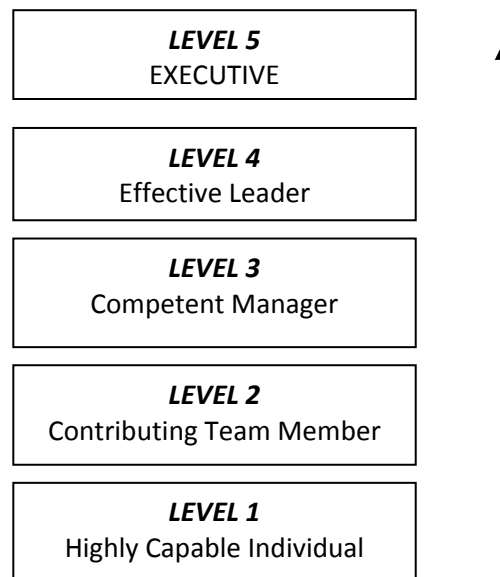 LEVEL 5
EXECUTIVE
LEVEL 4
Effective Leader
LEVEL 3
Competent Manager
LEVEL 2
Contributing Team Member
LEVEL 1
Highly Capable Individual